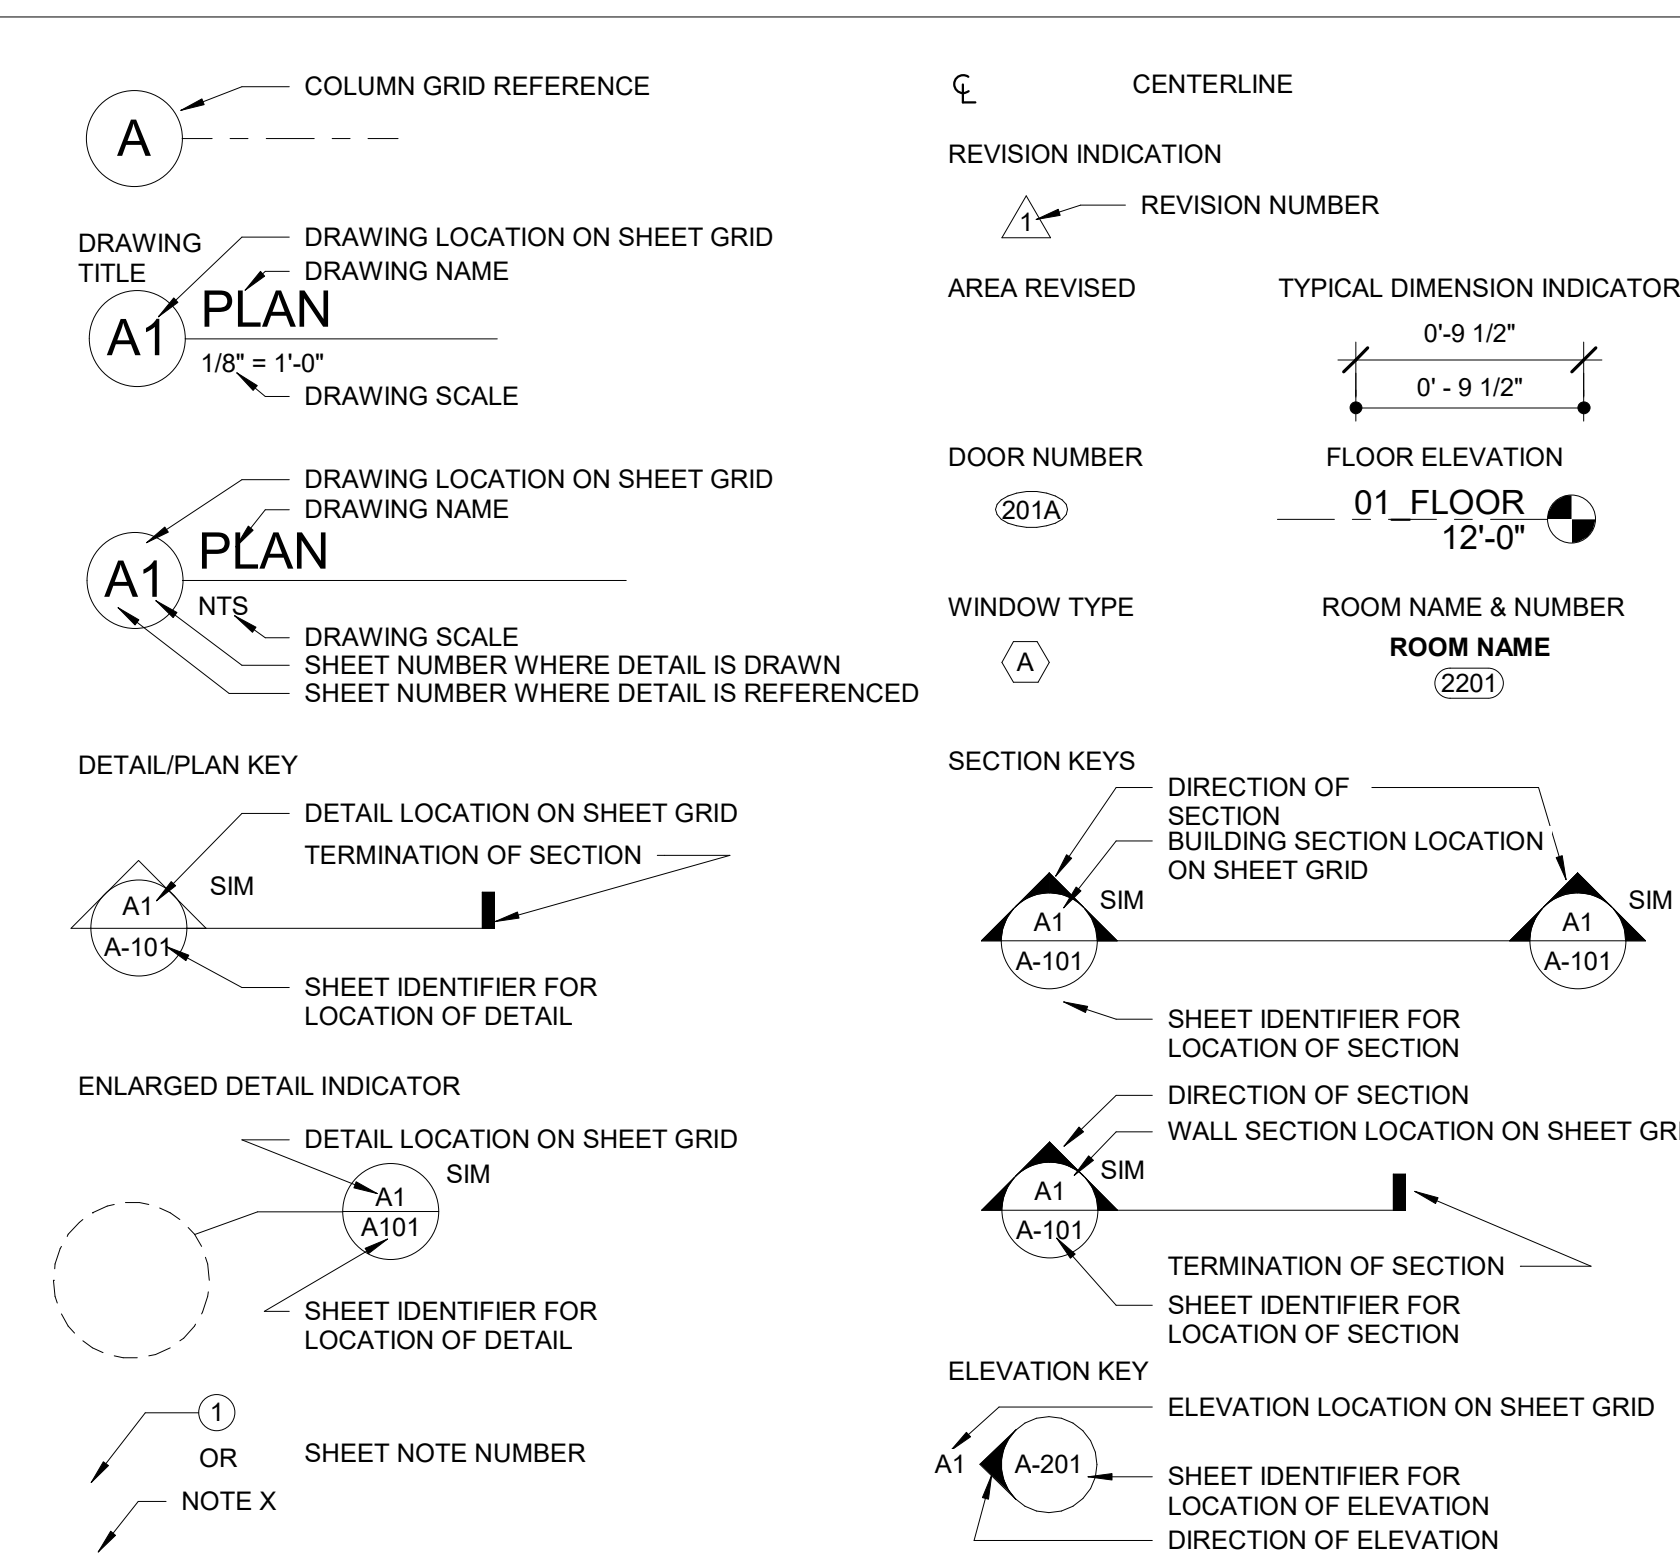 COLUMN GRID REFERENCE
A
DRAWING
TITLE
DRAWING LOCATION ON SHEET GRID
DRAWING NAME
A1
PLAN
1/8" = 1'-0"
DRAWING SCALE
DRAWING LOCATION ON SHEET GRID
DRAWING NAME
A1
PLAN
NTS
DRAWING SCALE
SHEET NUMBER WHERE DETAIL IS DRAWN
SHEET NUMBER WHERE DETAIL IS REFERENCED
DETAIL/PLAN KEY
DETAIL LOCATION ON SHEET GRID
TERMINATION OF SECTION
SIM
A1
A-101
SHEET IDENTIFIER FOR
LOCATION OF DETAIL
ENLARGED DETAIL INDICATOR
DETAIL LOCATION ON SHEET GRID
SIM
A1
A101
SHEET IDENTIFIER FOR
LOCATION OF DETAIL
1
OR
SHEET NOTE NUMBER
NOTE X
CL
CENTERLINE
REVISION INDICATION
1
REVISION NUMBER
AREA REVISED
TYPICAL DIMENSION INDICATOR
0'-9 1/2"
0' - 9 1/2"
DOOR NUMBER
201A
FLOOR ELEVATION
01_FLOOR
12'-0"
WINDOW TYPE
A
ROOM NAME & NUMBER
ROOM NAME
2201
SECTION KEYS
DIRECTION OF
SECTION
BUILDING SECTION LOCATION
ON SHEET GRID
SIM
A1
A-101
SIM
A1
A-101
SHEET IDENTIFIER FOR
LOCATION OF SECTION
DIRECTION OF SECTION
WALL SECTION LOCATION ON SHEET GRI
SIM
A1
A-101
TERMINATION OF SECTION
SHEET IDENTIFIER FOR
LOCATION OF SECTION
ELEVATION KEY
ELEVATION LOCATION ON SHEET GRID
A1
A-201
SHEET IDENTIFIER FOR
LOCATION OF ELEVATION
DIRECTION OF ELEVATION